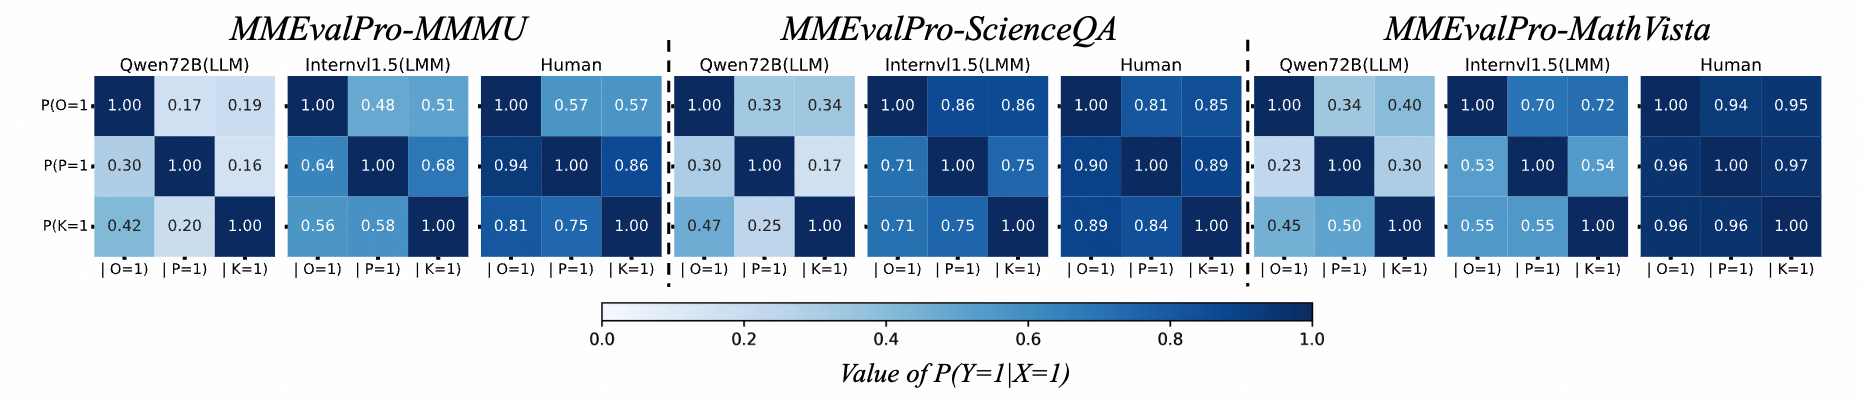 MMEvalPro-MMMU MMEvalPro-ScienceQA MMEvalPro-MathVista
Qwen72B(LLM) Internvl1.5(LMM) Human Qwen72B(LLM) Internvl1.5(LMM) Human Qwen72B(LLM) Internvl1.5(LMM) Human
P(O=1 1.00 0.17 0.19 1.00 0.48 0.51 1.00 0.57 0.57 1.00 0.33 0.34 1.00 0.86 0.86 1.00 0.81 0.85 1.00 0.34 0.40 1.00 0.70 0.72 1.00 0.94 0.95
P(P=1 0.30 1.00 0.16 0.64 1.00 0.68 0.94 1.00 0.86 0.30 1.00 0.17 0.71 1.00 0.75 0.90 1.00 0.89 0.23 1.00 0.30 0.53 1.00 0.54 0.96 1.00 0.97
P(K=1 0.42 0.20 1.00 0.56 0.58 1.00 0.81 0.75 1.00 0.47 0.25 1.00 0.71 0.75 1.00 0.89 0.84 1.00 0.45 0.50 1.00 0.55 0.55 1.00 0.96 0.96 1.00
| O=1) | P=1) | K=1) | O=1) | P=1) | K=1) | O=1) | P=1) | K=1) | O=1) | P=1) | K=1) | O=1) | P=1) | K=1) | O=1) | P=1) | K=1) | O=1) | P=1) | K=1) | O=1) | P=1) | K=1) | O=1) | P=1) | K=1)
0.0 0.2 0.4 0.6 0.8 1.0
Value of P(Y=1|X=1)